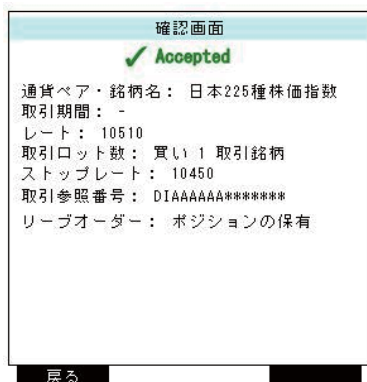 確認画面
✓ Accepted
通貨ペア・銘柄名： 日本225種株価指数
取引期間： -
レート： 10510
取引ロット数： 買い 1 取引銘柄
ストップレート： 10450
取引参照番号： DIAAAAAA*******
リーブオーダー： ポジションの保有
戻る